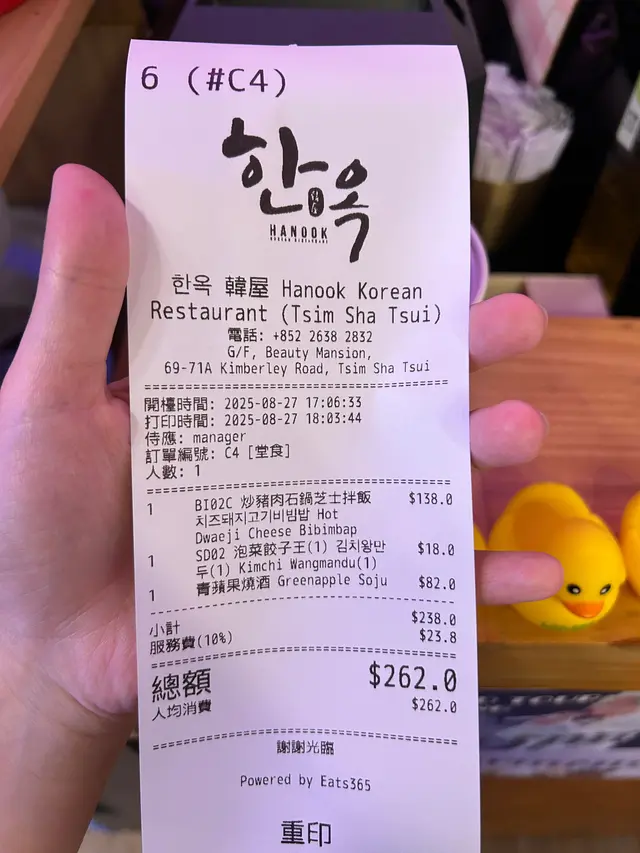 6 (#C4)
한옥
HANOOK
한옥 韓屋 Hanook Korean
Restaurant (Tsim Sha Tsui)
電話: +852 2638 2832
G/F, Beauty Mansion,
69-71A Kimberley Road, Tsim Sha Tsui
開檯時間: 2025-08-27 17:06:33
打印時間: 2025-08-27 18:03:44
侍應: manager
訂單編號: C4 [堂食]
人數: 1
1 BI02C 炒豬肉石鍋芝士拌飯 $138.0
치즈돼지고기비빔밥 Hot
Dwaeji Cheese Bibimbap
1 SD02 泡菜餃子王(1) 김치왕만 $18.0
두(1) Kimchi Wangmandu(1)
1 青蘋果燒酒 Greenapple Soju $82.0
小計 $238.0
服務費(10%) $23.8
總額 $262.0
人均消費 $262.0
謝謝光臨
Powered by Eats365
重印